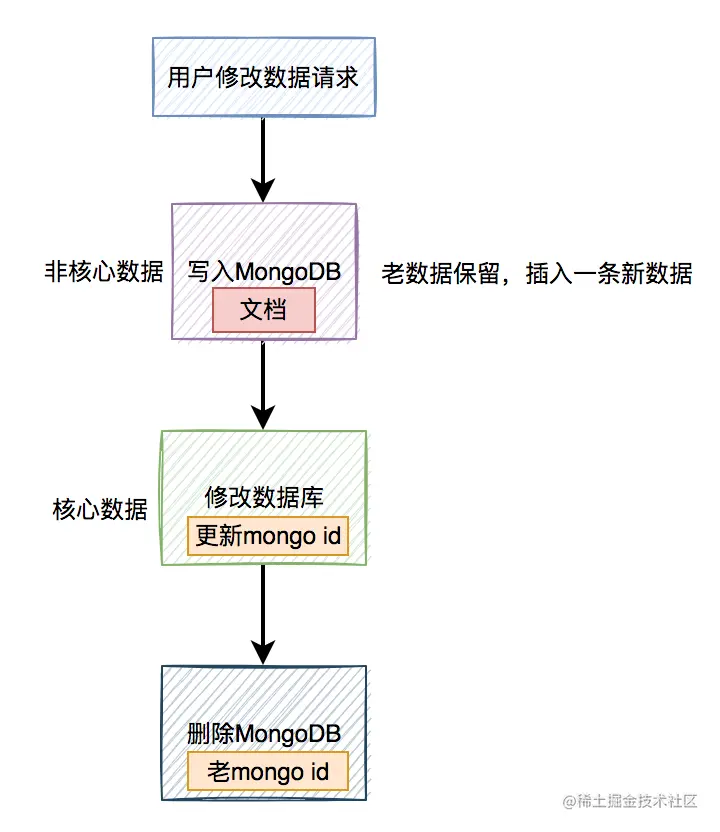 用户修改数据请求
非核心数据
写入MongoDB
文档
老数据保留，插入一条新数据
核心数据
修改数据库
更新mongo id
删除MongoDB
老mongo id
@稀土掘金技术社区